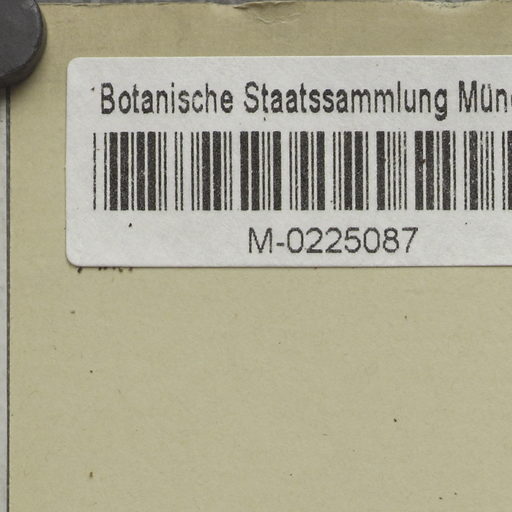 Botanische Staatssammlung Mün
M-0225087